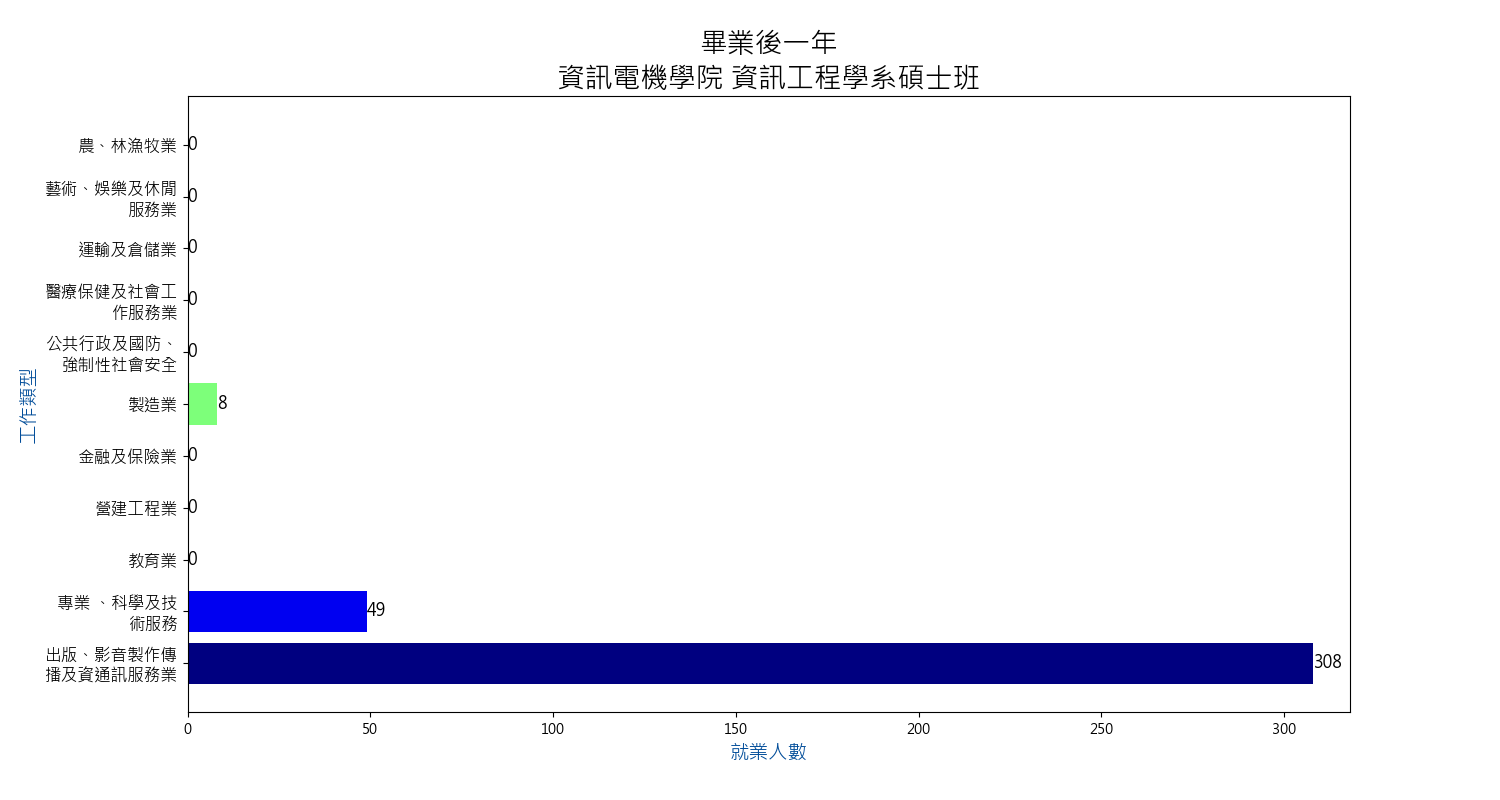 畢業後一年
資訊電機學院 資訊工程學系碩士班
農、林漁牧業
0
藝術、娛樂及休閒
服務業
0
運輸及倉儲業
0
醫療保健及社會工
作服務業
0
公共行政及國防、
強制性社會安全
0
製造業
8
金融及保險業
0
營建工程業
0
教育業
0
專業 、科學及技
術服務
49
出版、影音製作傳
播及資通訊服務業
308
工作類型
0 50 100 150 200 250 300
就業人數